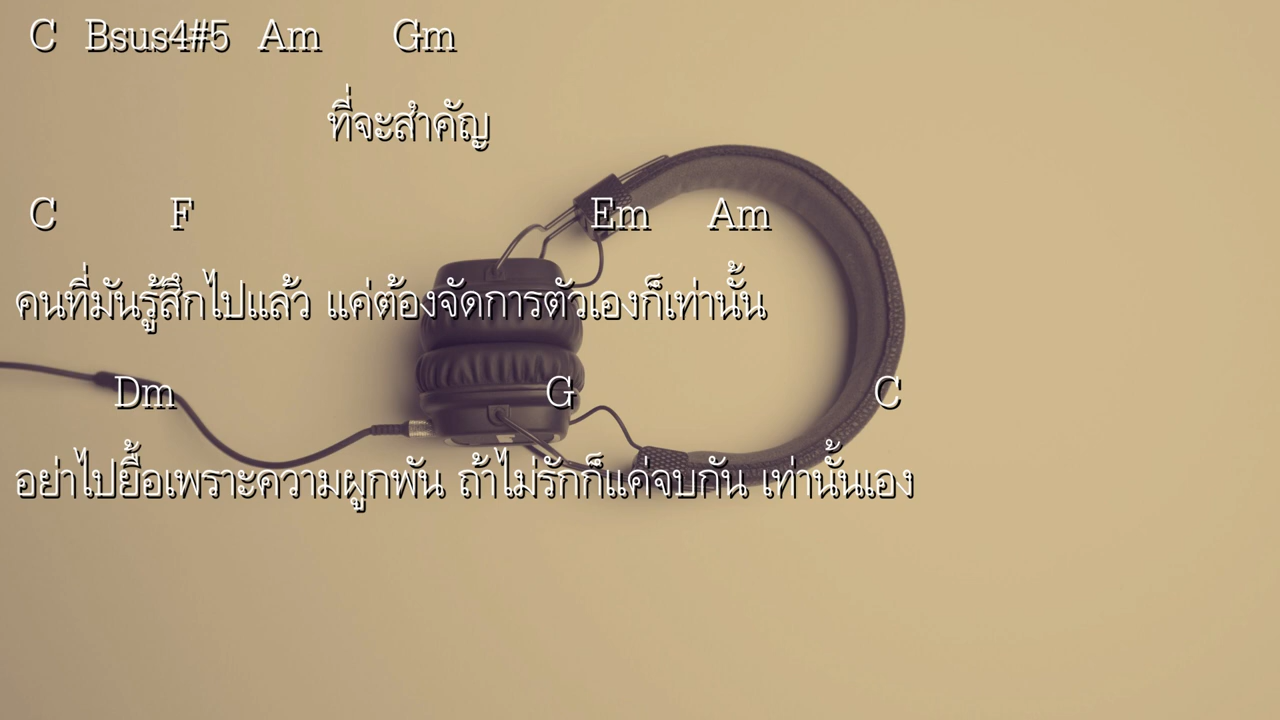 C Bsus4#5 Am Gm
ที่จะสำคัญ
C F Em Am
คนที่มันรู้สึกไปแล้ว แค่ต้องจัดการตัวเองก็เท่านั้น
Dm G C
อย่าไปยื้อเพราะความผูกพัน ถ้าไม่รักก็แค่จบกัน เท่านั้นเอง